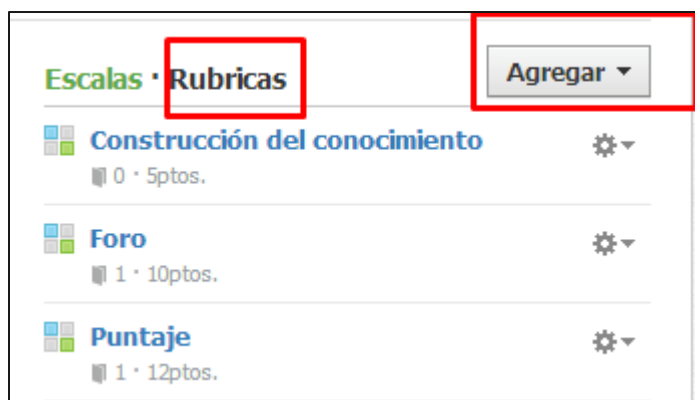 Escalas · Rubricas Agregar
Construcción del conocimiento
0 · 5ptos.
Foro
1 · 10ptos.
Puntaje
1 · 12ptos.